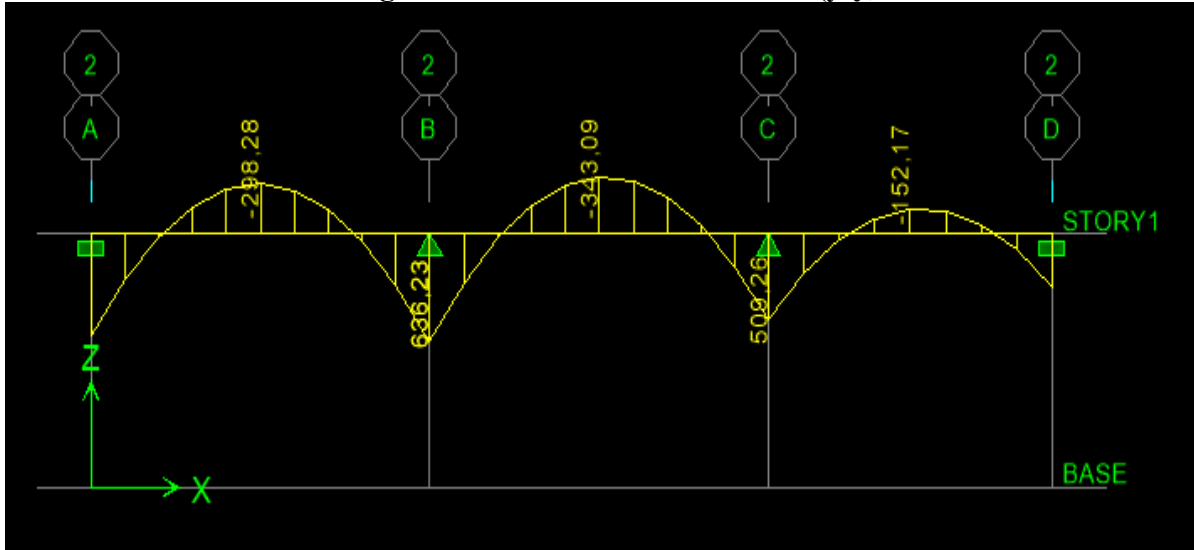 2 2 2 2
A B C D
-298,28 -343,09 -152,17
STORY1
636,23 509,26
Z
X
BASE